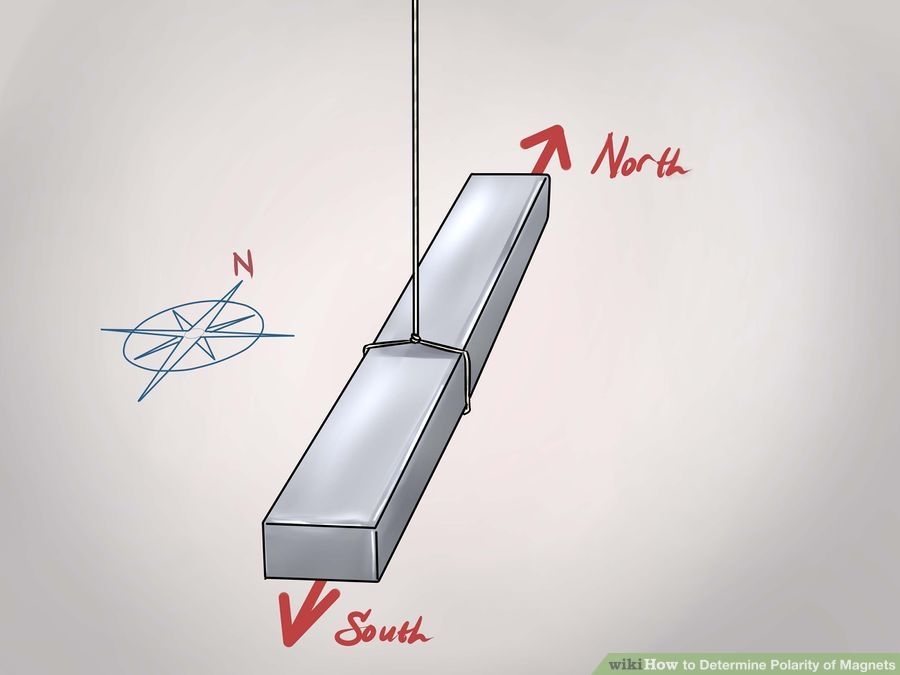 North
N
South
wikiHow to Determine Polarity of Magnets